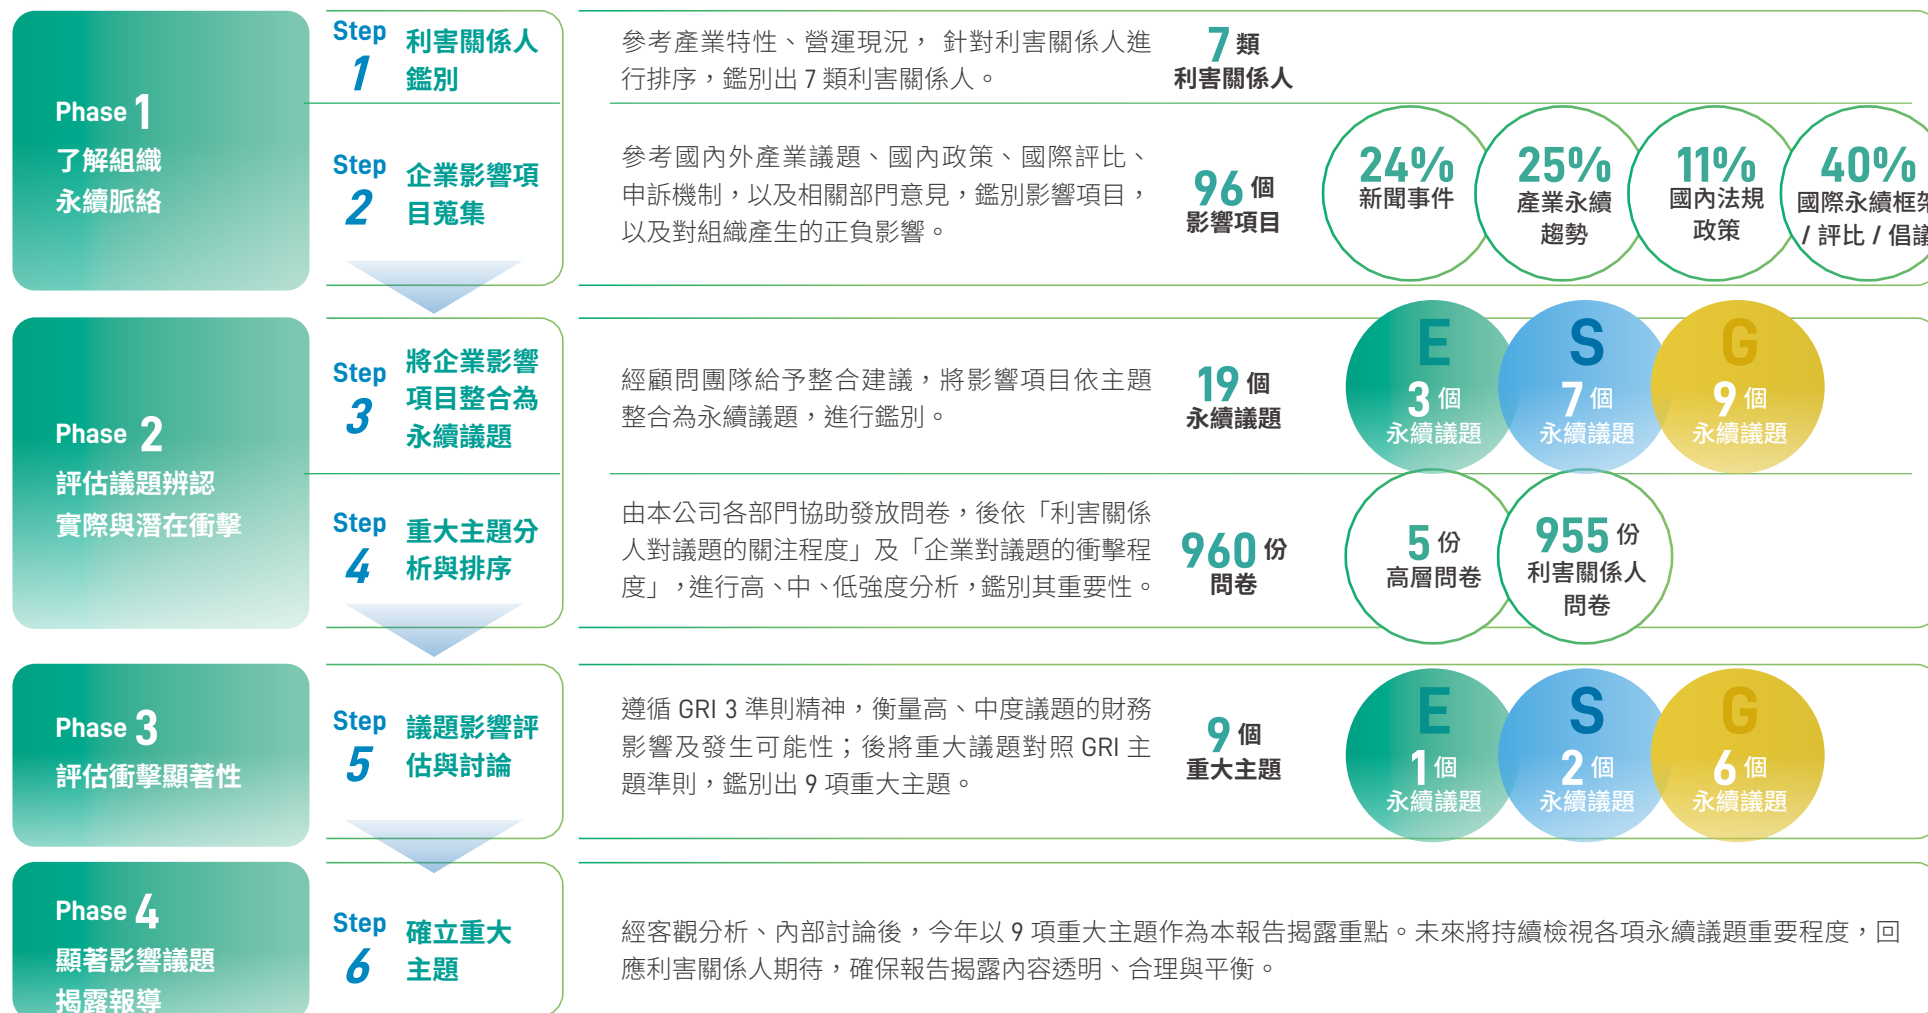 Phase 1
了解組織
永續脈絡
Step 1
利害關係人
鑑別
參考產業特性、營運現況， 針對利害關係人進
行排序，鑑別出 7 類利害關係人。
7 類
利害關係人
Step 2
企業影響項
目蒐集
參考國內外產業議題、國內政策、國際評比、
申訴機制，以及相關部門意見，鑑別影響項目，
以及對組織產生的正負影響。
96 個
影響項目
24%
新聞事件
25%
產業永續
趨勢
11%
國內法規
政策
40%
國際永續框架
/ 評比 / 倡議
Phase 2
評估議題辨認
實際與潛在衝擊
Step 3
將企業影響
項目整合為
永續議題
經顧問團隊給予整合建議，將影響項目依主題
整合為永續議題，進行鑑別。
19 個
永續議題
E
3 個
永續議題
S
7 個
永續議題
G
9 個
永續議題
Step 4
重大主題分
析與排序
由本公司各部門協助發放問卷，後依「利害關係
人對議題的關注程度」及「企業對議題的衝擊程
度」，進行高、中、低強度分析，鑑別其重要性。
960 份
問卷
5 份
高層問卷
955 份
利害關係人
問卷
Phase 3
評估衝擊顯著性
Step 5
議題影響評
估與討論
遵循 GRI 3 準則精神，衡量高、中度議題的財務
影響及發生可能性；後將重大議題對照 GRI 主
題準則，鑑別出 9 項重大主題。
9 個
重大主題
E
1 個
永續議題
S
2 個
永續議題
G
6 個
永續議題
Phase 4
顯著影響議題
揭露報導
Step 6
確立重大
主題
經客觀分析、內部討論後，今年以 9 項重大主題作為本報告揭露重點。未來將持續檢視各項永續議題重要程度，回
應利害關係人期待，確保報告揭露內容透明、合理與平衡。